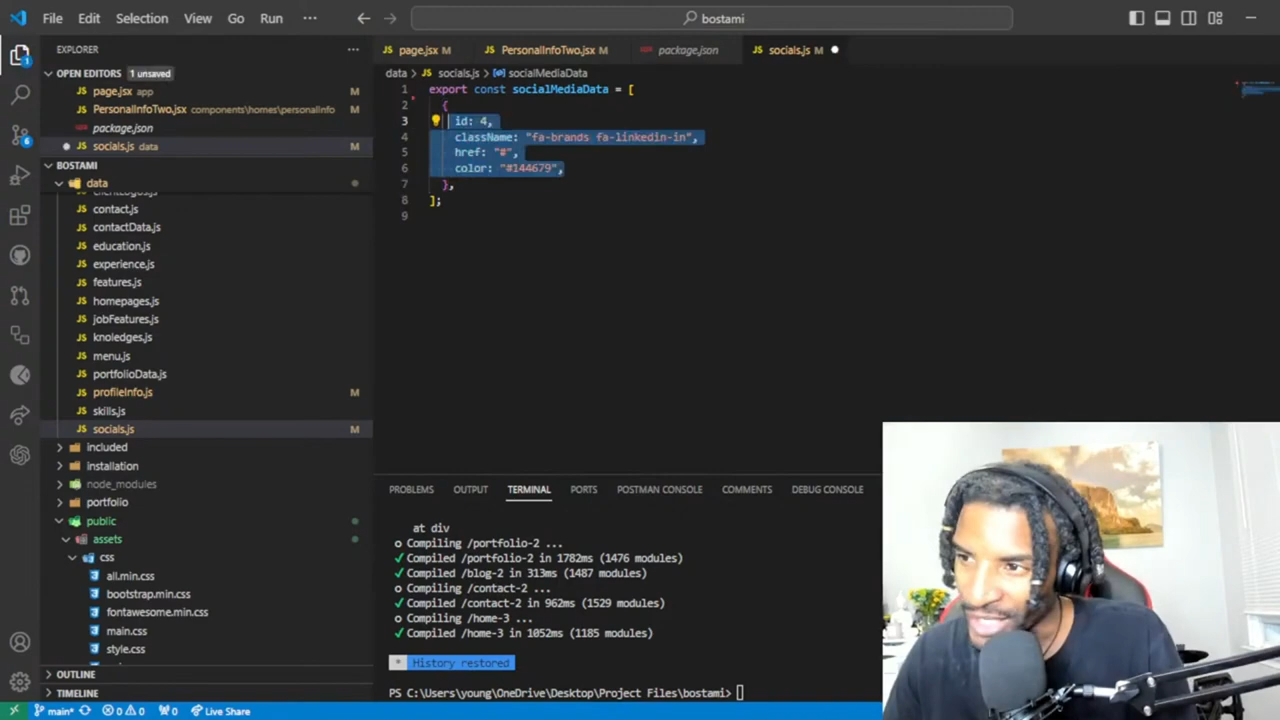 File Edit Selection View Go Run ··· bostami
EXPLORER ···
OPEN EDITORS 1 unsaved
page.jsx app M
PersonalInfoTwo.jsx components\homes\personalinfo M
package.json
socials.js data M
BOSTAMI
data
contact.js
contactData.js
education.js
experience.js
features.js
homepages.js
jobFeatures.js
knoledges.js
menu.js
portfolioData.js
profileInfo.js M
skills.js
socials.js M
included
installation
node_modules
portfolio
public
assets
css
all.min.css
bootstrap.min.css
fontawesome.min.css
main.css
style.css
OUTLINE
TIMELINE
page.jsx M PersonalInfoTwo.jsx M package.json socials.js M
data > JS socials.js > socialMediaData
1 export const socialMediaData = [
2 {
3 id: 4,
4 className: "fa-brands fa-linkedin-in",
5 href: "#",
6 color: "#144679",
7 },
8 ];
9
PROBLEMS OUTPUT TERMINAL PORTS POSTMAN CONSOLE COMMENTS DEBUG CONSOLE
at div
○ Compiling /portfolio-2 ...
✓ Compiled /portfolio-2 in 1782ms (1476 modules)
✓ Compiled /blog-2 in 313ms (1487 modules)
○ Compiling /contact-2 ...
✓ Compiled /contact-2 in 962ms (1529 modules)
○ Compiling /home-3 ...
✓ Compiled /home-3 in 1052ms (1185 modules)
* History restored
PS C:\Users\young\OneDrive\Desktop\Project Files\bostami>
main* 0 0 0 Live Share